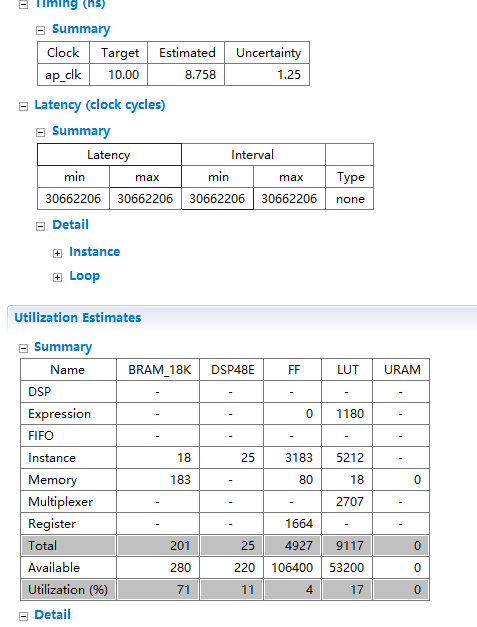 Timing (ns)
Summary
Clock Target Estimated Uncertainty
ap_clk 10.00 8.758 1.25
Latency (clock cycles)
Summary
Latency Interval
min max min max Type
30662206 30662206 30662206 30662206 none
Detail
Instance
Loop
Utilization Estimates
Summary
Name BRAM_18K DSP48E FF LUT URAM
DSP - - - - -
Expression - - 0 1180 -
FIFO - - - - -
Instance 18 25 3183 5212 -
Memory 183 - 80 18 0
Multiplexer - - - 2707 -
Register - - 1664 - -
Total 201 25 4927 9117 0
Available 280 220 106400 53200 0
Utilization (%) 71 11 4 17 0
Detail